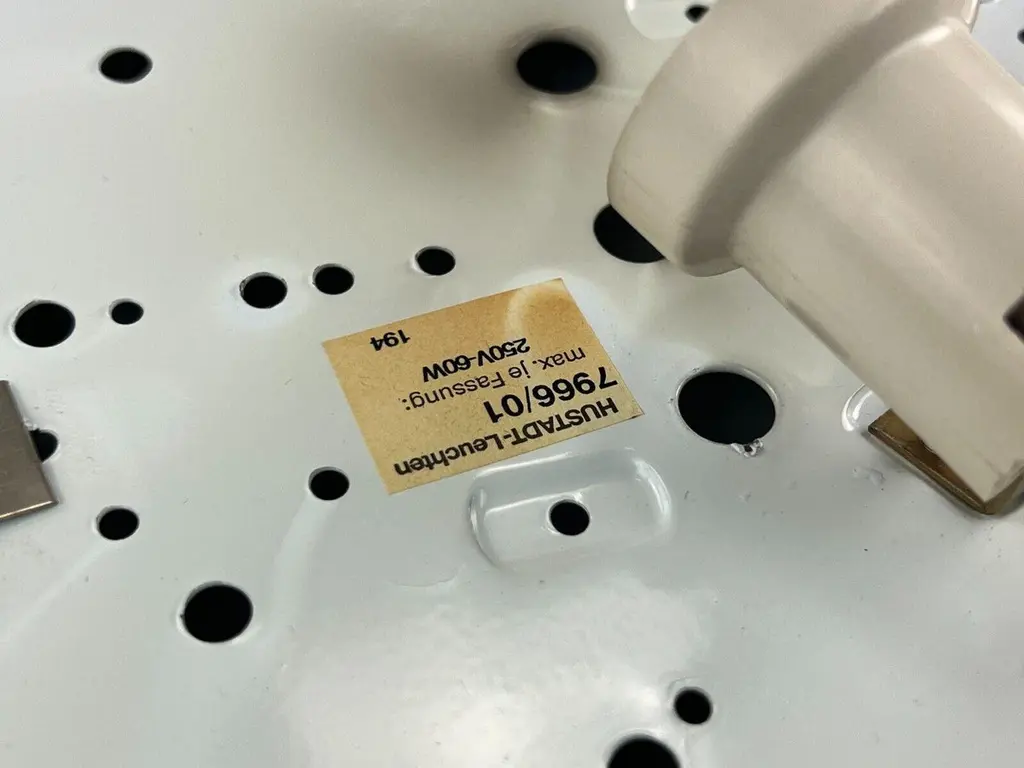 HUSTADT-Leuchten
7966/01
max. je Fassung:
250V-60W
194